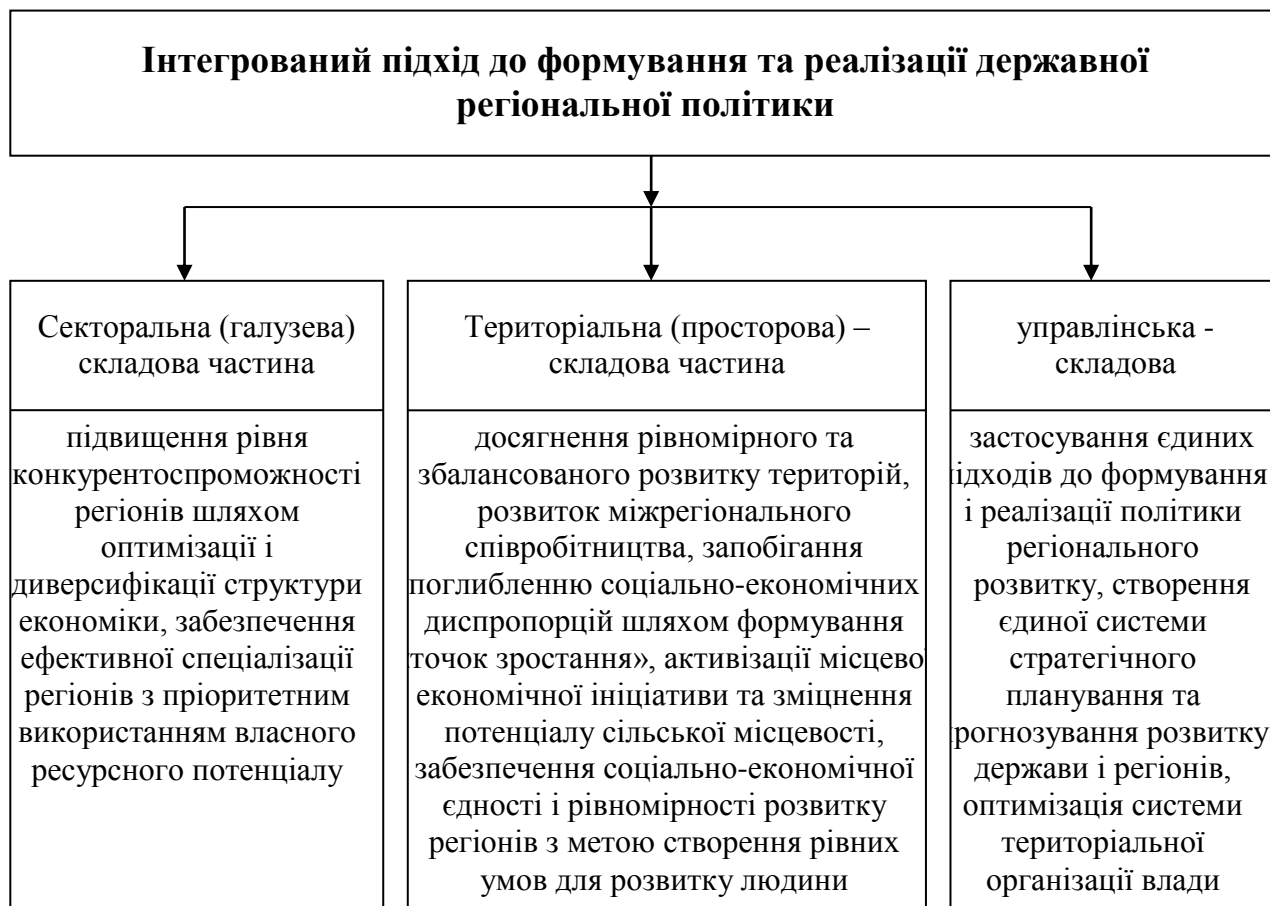 Інтегрований підхід до формування та реалізації державної
регіональної політики
Секторальна (галузева)
складова частина
підвищення рівня
конкурентоспроможності
регіонів шляхом
оптимізації і
диверсифікації структури
економіки, забезпечення
ефективної спеціалізації
регіонів з пріоритетним
використанням власного
ресурсного потенціалу
Територіальна (просторова) –
складова частина
досягнення рівномірного та
збалансованого розвитку територій,
розвиток міжрегіонального
співробітництва, запобігання
поглибленню соціально-економічних
диспропорцій шляхом формування
точок зростання», активізації місцево
економічної ініціативи та зміцнення
потенціалу сільської місцевості,
забезпечення соціально-економічної
єдності і рівномірності розвитку
регіонів з метою створення рівних
умов для розвитку людини
управлінська -
складова
застосування єдиних
підходів до формування
і реалізації політики
регіонального
розвитку, створення
єдиної системи
стратегічного
планування та
прогнозування розвитку
держави і регіонів,
оптимізація системи
територіальної
організації влади